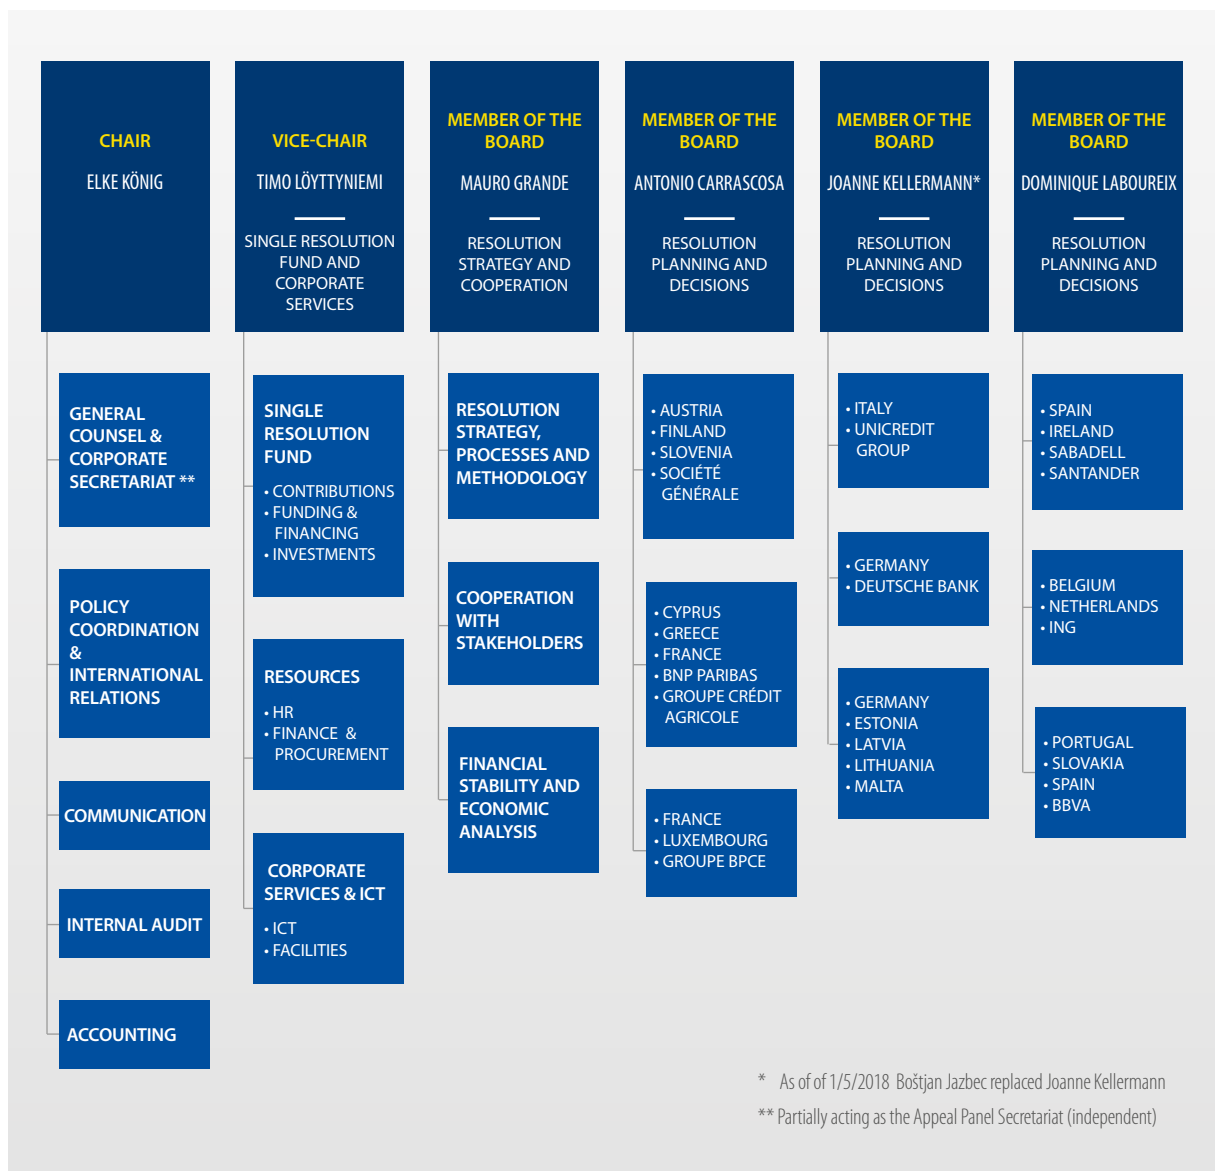 CHAIR
ELKE KÖNIG
GENERAL
COUNSEL &
CORPORATE
SECRETARIAT **
POLICY
COORDINATION
&
INTERNATIONAL
RELATIONS
COMMUNICATION
INTERNAL AUDIT
ACCOUNTING
VICE-CHAIR
TIMO LÖYTTYNIEMI
SINGLE RESOLUTION
FUND AND
CORPORATE
SERVICES
SINGLE
RESOLUTION
FUND
• CONTRIBUTIONS
• FUNDING &
FINANCING
• INVESTMENTS
RESOURCES
• HR
• FINANCE &
PROCUREMENT
CORPORATE
SERVICES & ICT
• ICT
• FACILITIES
MEMBER OF THE
BOARD
MAURO GRANDE
RESOLUTION
STRATEGY AND
COOPERATION
RESOLUTION
STRATEGY,
PROCESSES AND
METHODOLOGY
COOPERATION
WITH
STAKEHOLDERS
FINANCIAL
STABILITY AND
ECONOMIC
ANALYSIS
MEMBER OF THE
BOARD
ANTONIO CARRASCOSA
RESOLUTION
PLANNING AND
DECISIONS
• AUSTRIA
• FINLAND
• SLOVENIA
• SOCIÉTÉ
GÉNÉRALE
• CYPRUS
• GREECE
• FRANCE
• BNP PARIBAS
• GROUPE CRÉDIT
AGRICOLE
• FRANCE
• LUXEMBOURG
• GROUPE BPCE
MEMBER OF THE
BOARD
JOANNE KELLERMANN*
RESOLUTION
PLANNING AND
DECISIONS
• ITALY
• UNICREDIT
GROUP
• GERMANY
• DEUTSCHE BANK
• GERMANY
• ESTONIA
• LATVIA
• LITHUANIA
• MALTA
MEMBER OF THE
BOARD
DOMINIQUE LABOUREIX
RESOLUTION
PLANNING AND
DECISIONS
• SPAIN
• IRELAND
• SABADELL
• SANTANDER
• BELGIUM
• NETHERLANDS
• ING
• PORTUGAL
• SLOVAKIA
• SPAIN
• BBVA
* As of of 1/5/2018 Boštjan Jazbec replaced Joanne Kellermann
** Partially acting as the Appeal Panel Secretariat (independent)